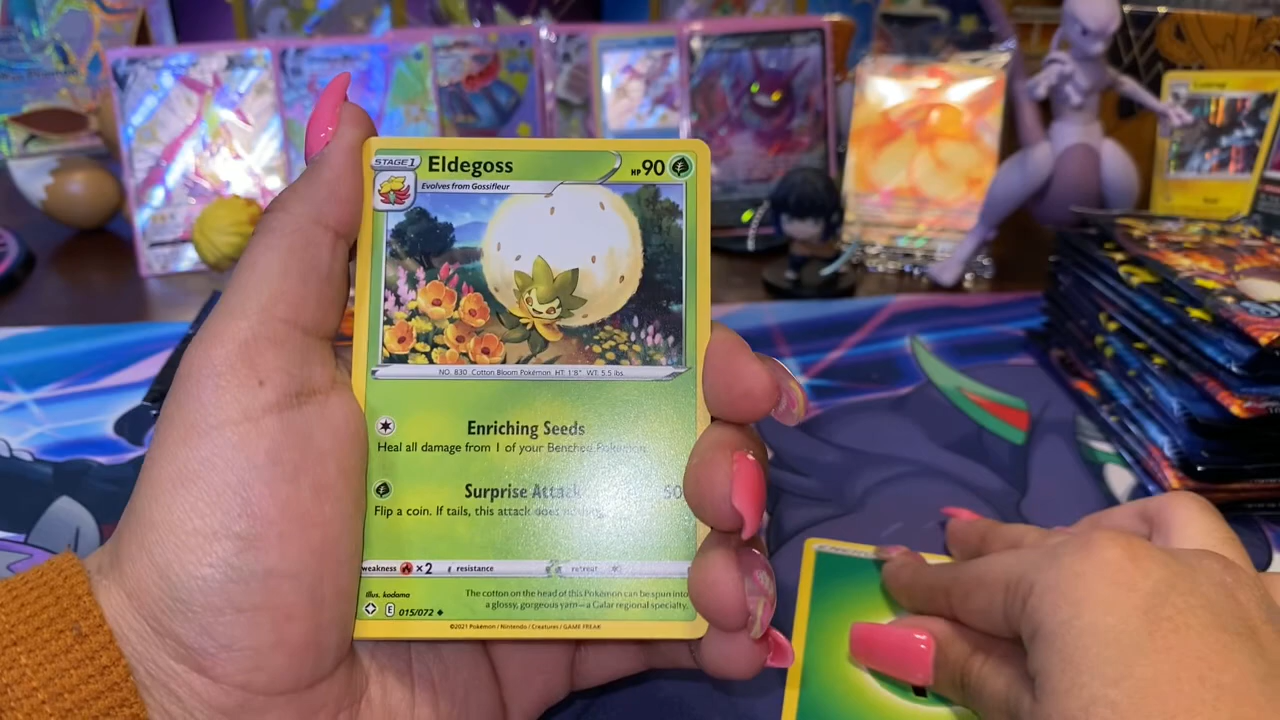 STAGE 1
Eldegoss
HP 90
Evolves from Gossifleur
NO. 830 Cotton Bloom Pokémon HT: 1'8" WT: 5.5 lbs
Enriching Seeds
Heal all damage from 1 of your Benched Pokémon.
Surprise Attack 60
Flip a coin. If tails, this attack does nothing.
weakness ×2 resistance retreat
Illus. kodama
The cotton on the head of this Pokémon can be spun into
a glossy, gorgeous yarn—a Galar regional specialty.
E 015/072
©2021 Pokémon / Nintendo / Creatures / GAME FREAK